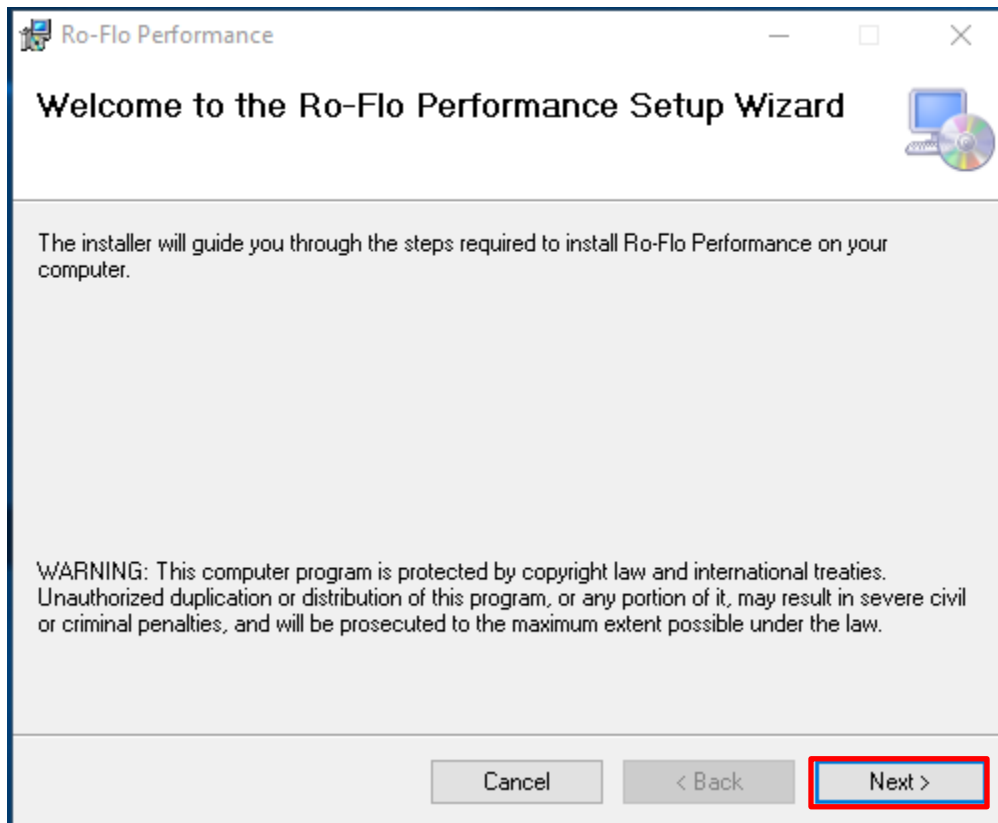 Ro-Flo Performance
Welcome to the Ro-Flo Performance Setup Wizard
The installer will guide you through the steps required to install Ro-Flo Performance on your
computer.
WARNING: This computer program is protected by copyright law and international treaties.
Unauthorized duplication or distribution of this program, or any portion of it, may result in severe civil
or criminal penalties, and will be prosecuted to the maximum extent possible under the law.
Cancel < Back Next >